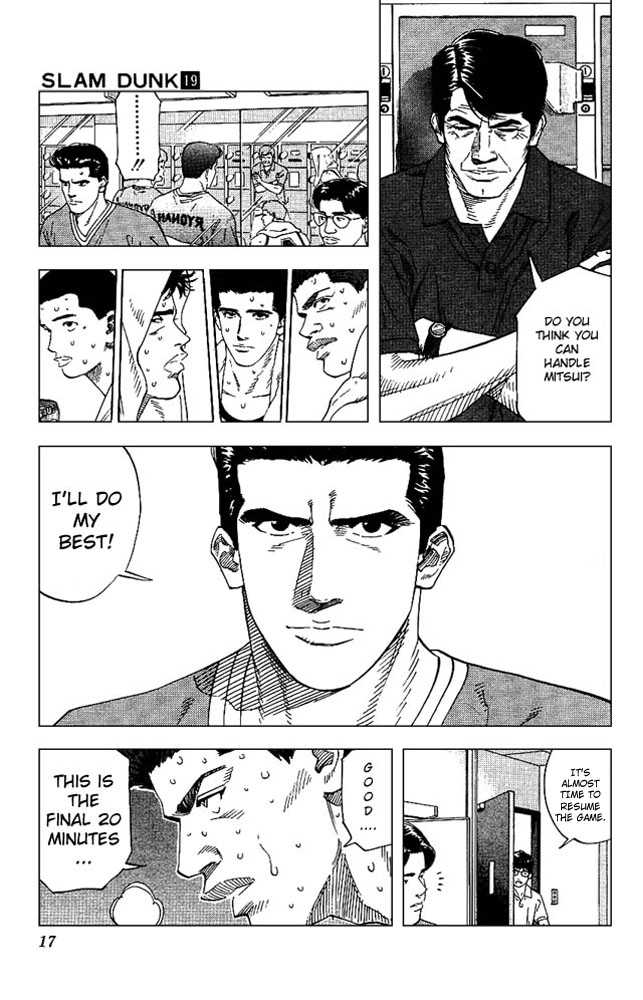 SLAM DUNK 19
DO YOU
THINK YOU
CAN
HANDLE
MITSUI?
......
!!
RYONAN
I'LL DO
MY
BEST!
IT'S
ALMOST
TIME TO
RESUME
THE GAME.
GOOD
....
THIS IS
THE
FINAL 20
MINUTES
...
17